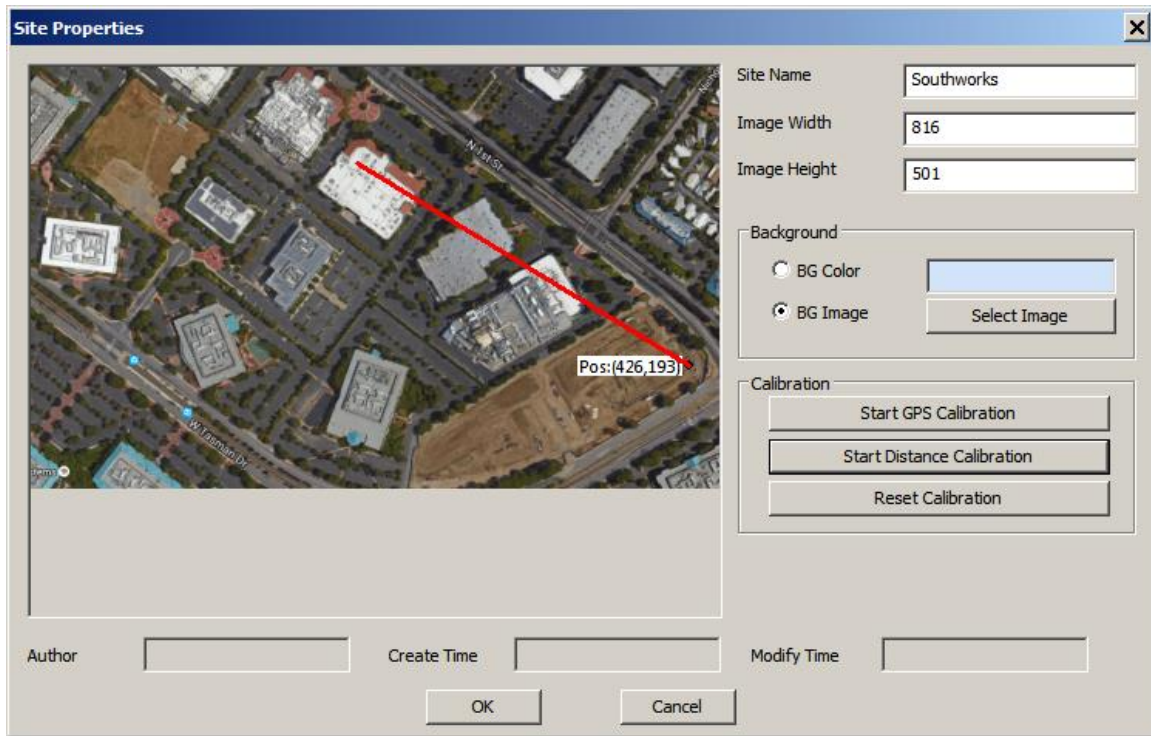 Site Properties
N 1st St
Pos:(426,193)
W Tasman Dr
Site Name
Southworks
Image Width
816
Image Height
501
Background
BG Color
BG Image
Select Image
Calibration
Start GPS Calibration
Start Distance Calibration
Reset Calibration
Author
Create Time
Modify Time
OK
Cancel